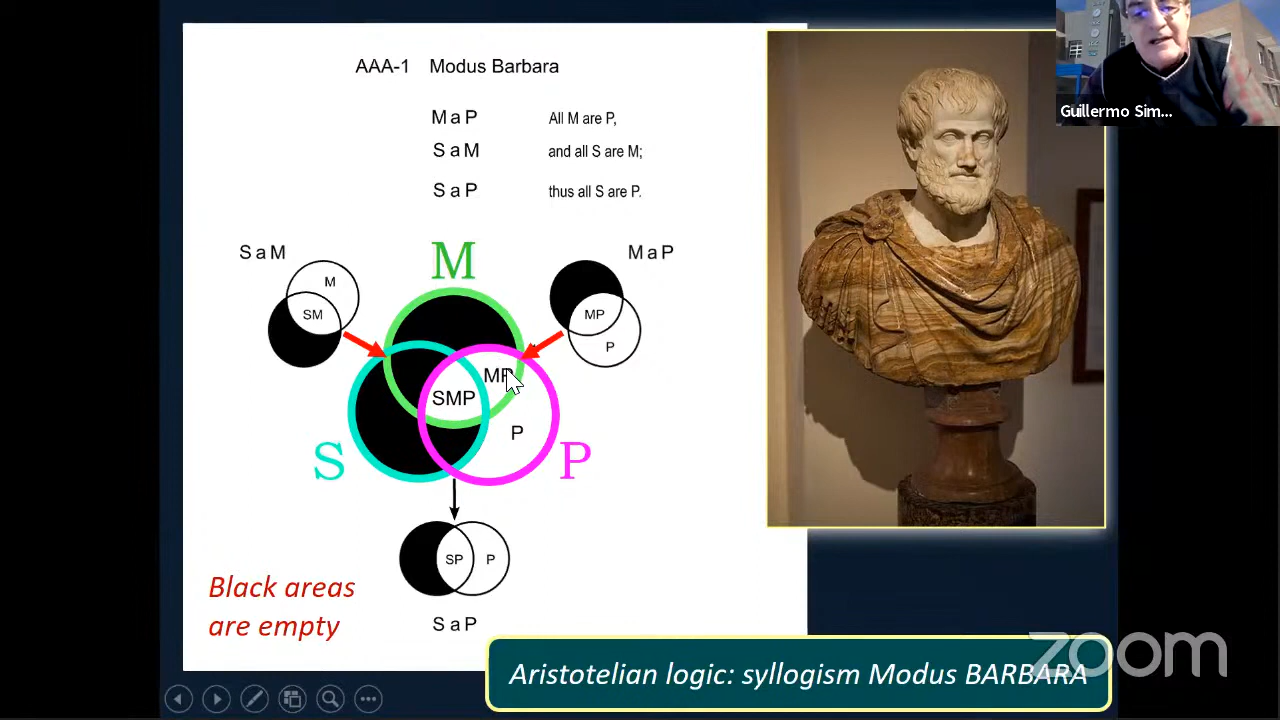 AAA-1 Modus Barbara
M a P All M are P,
S a M and all S are M;
S a P thus all S are P.
S a M
M
SM
M
M a P
MP
P
MP
SMP
P
S
P
SP P
S a P
Black areas
are empty
Aristotelian logic: syllogism Modus BARBARA
Guillermo Sim...
zoom